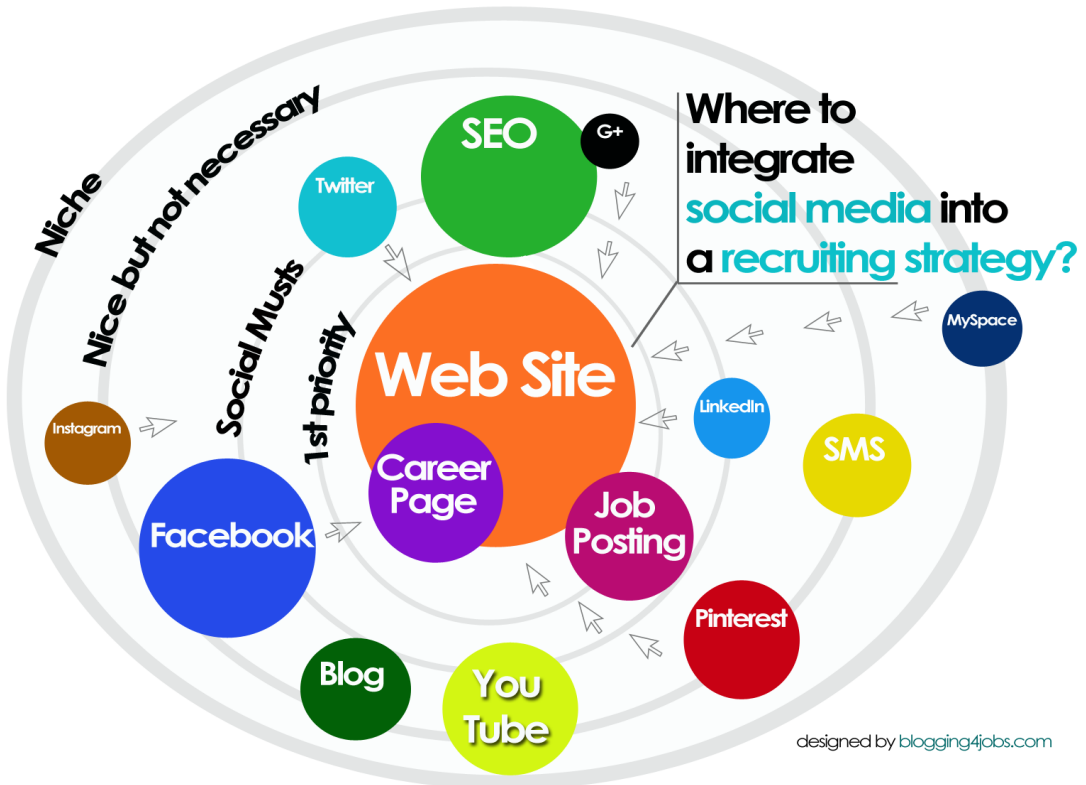 Where to
integrate
social media into
a recruiting strategy?
Niche
Nice but not necessary
Social Musts
1st priority
SEO
G+
Twitter
MySpace
Web Site
LinkedIn
Instagram
SMS
Career
Page
Job
Posting
Facebook
Pinterest
Blog
You
Tube
designed by blogging4jobs.com